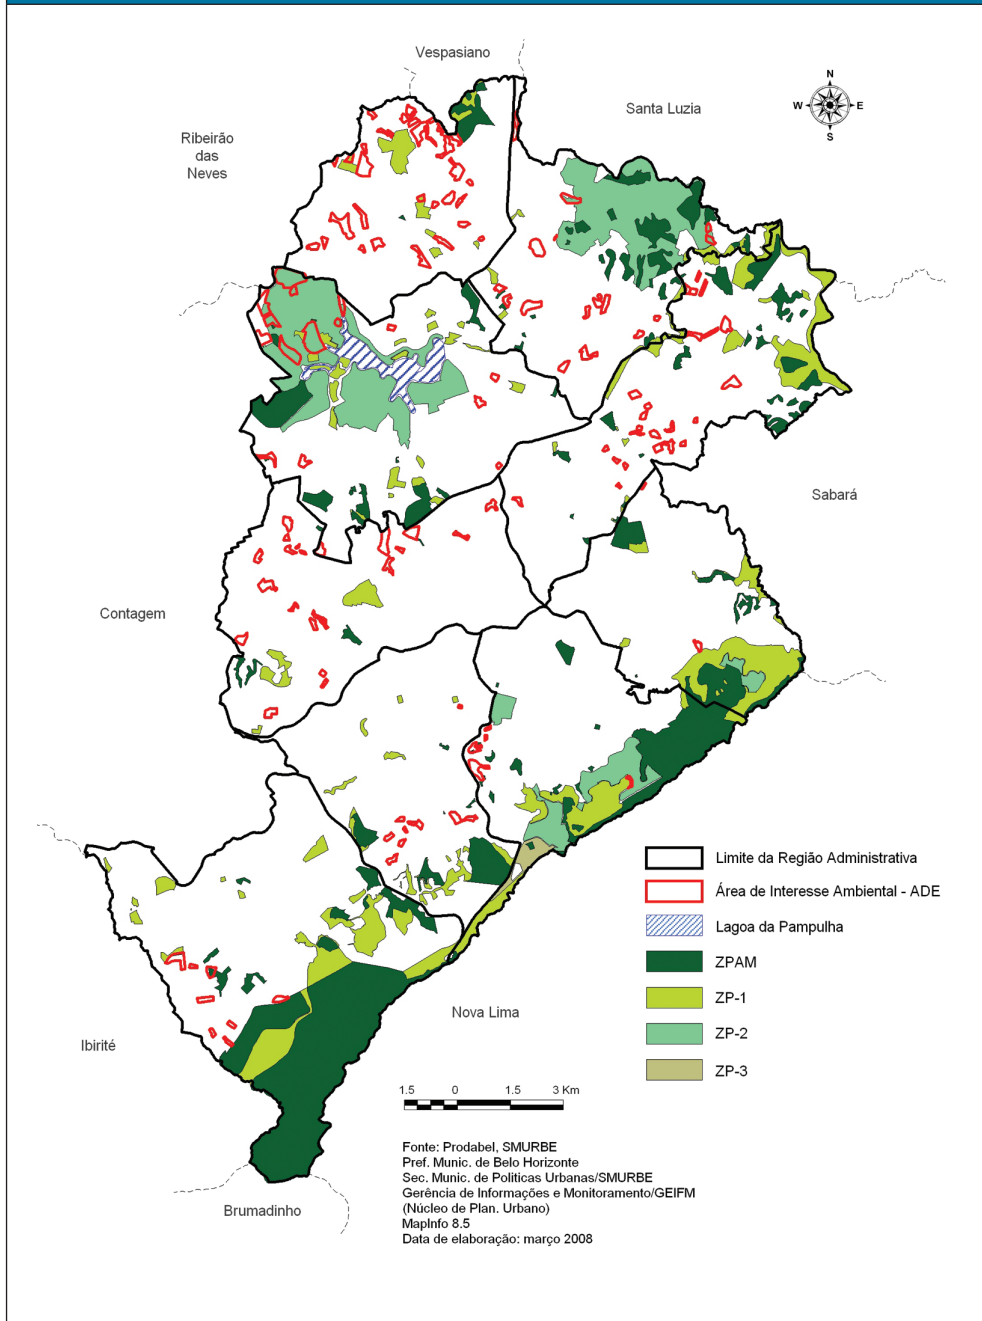 Vespasiano
Santa Luzia
N
W
E
S
Ribeirão
das
Neves
Sabará
Contagem
Limite da Região Administrativa
Área de Interesse Ambiental - ADE
Lagoa da Pampulha
ZPAM
ZP-1
ZP-2
ZP-3
Nova Lima
Ibirité
1.5 0 1.5 3 Km
Fonte: Prodabel, SMURBE
Pref. Munic. de Belo Horizonte
Sec. Munic. de Politicas Urbanas/SMURBE
Gerência de Informações e Monitoramento/GEIFM
(Núcleo de Plan. Urbano)
MapInfo 8.5
Data de elaboração: março 2008
Brumadinho